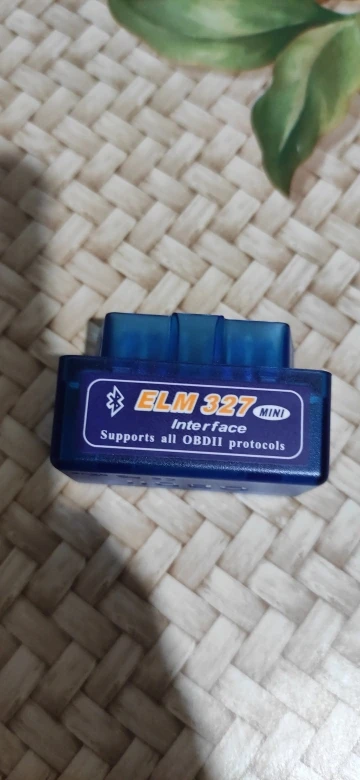 ELM 327 MINI
Interface
Supports all OBDII protocols